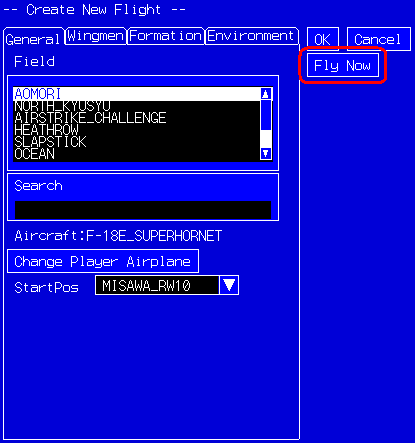 -- Create New Flight --
General Wingmen Formation Environment
OK Cancel
Fly Now
Field
AOMORI
NORTH_KYUSYU
AIRSTRIKE_CHALLENGE
HEATHROW
SLAPSTICK
OCEAN
Search
Aircraft:F-18E_SUPERHORNET
Change Player Airplane
StartPos MISAWA_RW10